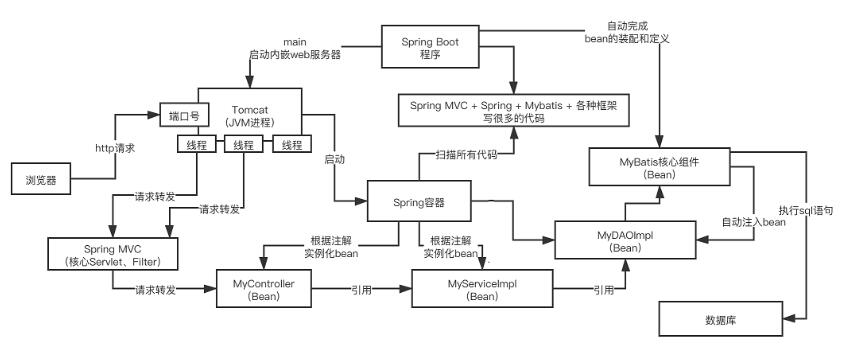 自动完成
bean的装配和定义
main
启动内嵌web服务器
Spring Boot
程序
Tomcat
（JVM进程）
端口号
线程
线程
线程
Spring MVC + Spring + Mybatis + 各种框架
写很多的代码
http请求
启动
扫描所有代码
MyBatis核心组件
（Bean）
浏览器
请求转发
请求转发
Spring容器
执行sql语句
自动注入bean
MyDAOImpl
（Bean）
Spring MVC
（核心Servlet、Filter）
根据注解
实例化bean
根据注解
实例化bean
请求转发
MyController
（Bean）
引用
MyServiceImpl
（Bean）
引用
数据库